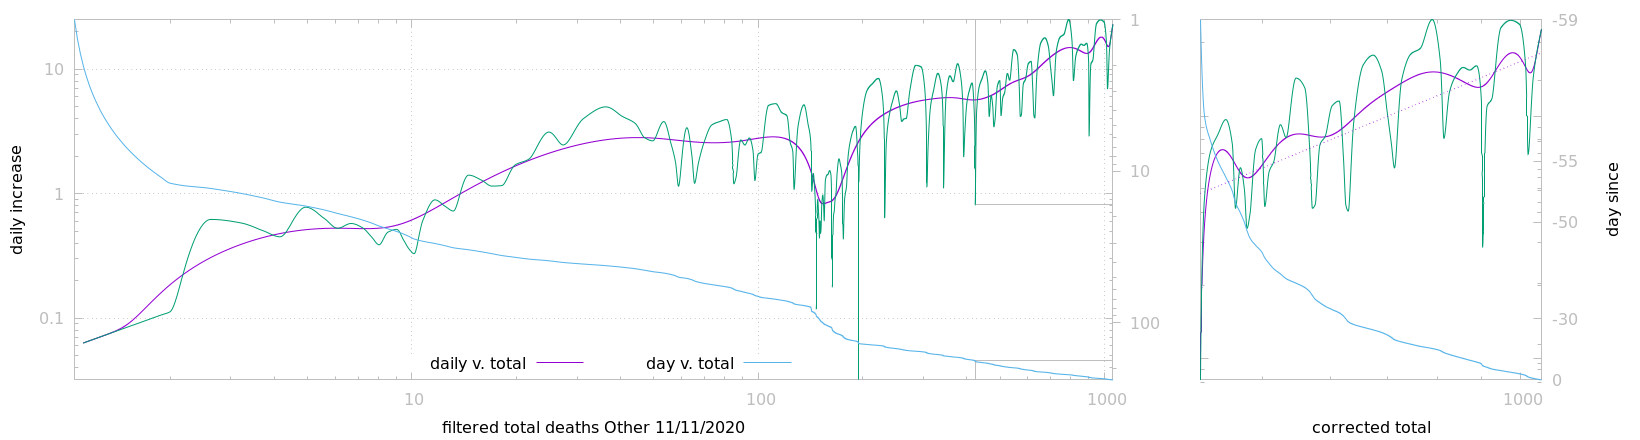 10
1
0.1
daily increase
daily v. total
day v. total
10
100
1000
filtered total deaths Other 11/11/2020
1
10
100
1000
corrected total
-59
-55
-50
-30
0
day since